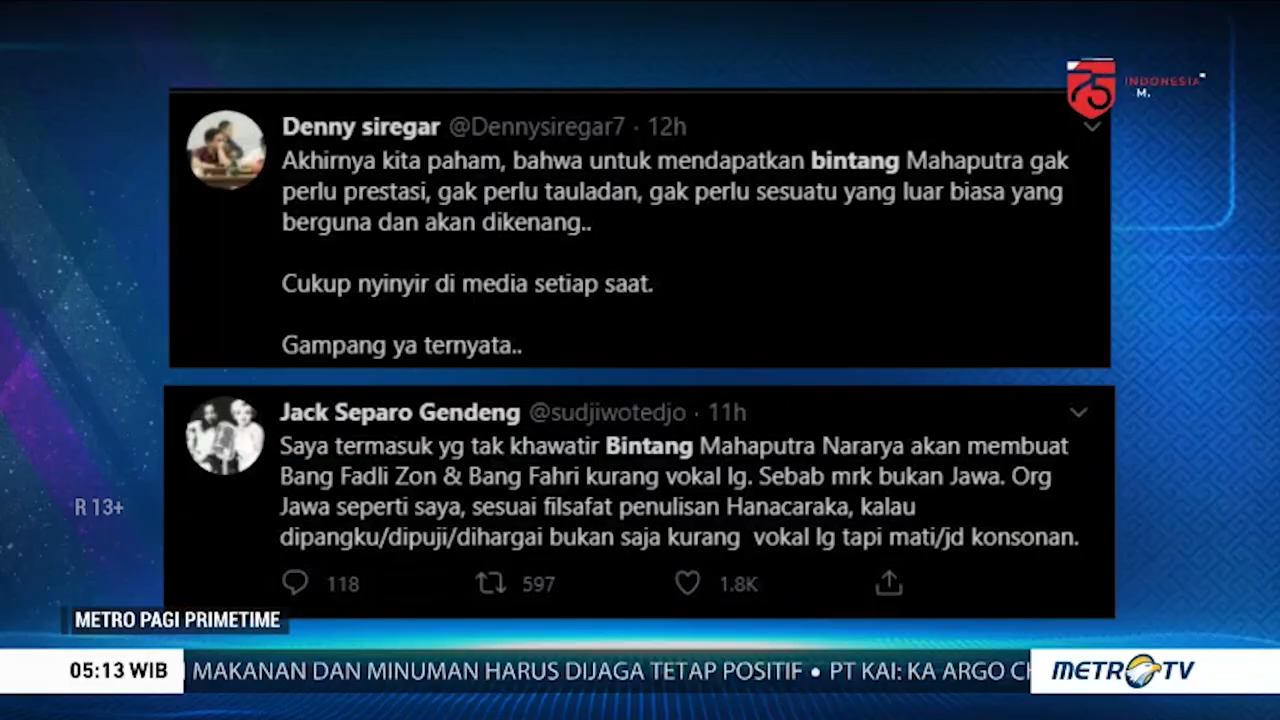 75 INDONESIA
M.
Denny siregar @Dennysiregar7 · 12h
Akhirnya kita paham, bahwa untuk mendapatkan bintang Mahaputra gak
perlu prestasi, gak perlu tauladan, gak perlu sesuatu yang luar biasa yang
berguna dan akan dikenang..
Cukup nyinyir di media setiap saat.
Gampang ya ternyata..
Jack Separo Gendeng @sudjiwotedjo · 11h
Saya termasuk yg tak khawatir Bintang Mahaputra Nararya akan membuat
Bang Fadli Zon & Bang Fahri kurang vokal lg. Sebab mrk bukan Jawa. Org
Jawa seperti saya, sesuai filsafat penulisan Hanacaraka, kalau
dipangku/dipuji/dihargai bukan saja kurang vokal lg tapi mati/jd konsonan.
118 597 1.8K
R 13+
METRO PAGI PRIMETIME
05:13 WIB MAKANAN DAN MINUMAN HARUS DIJAGA TETAP POSITIF • PT KAI: KA ARGO METRO TV